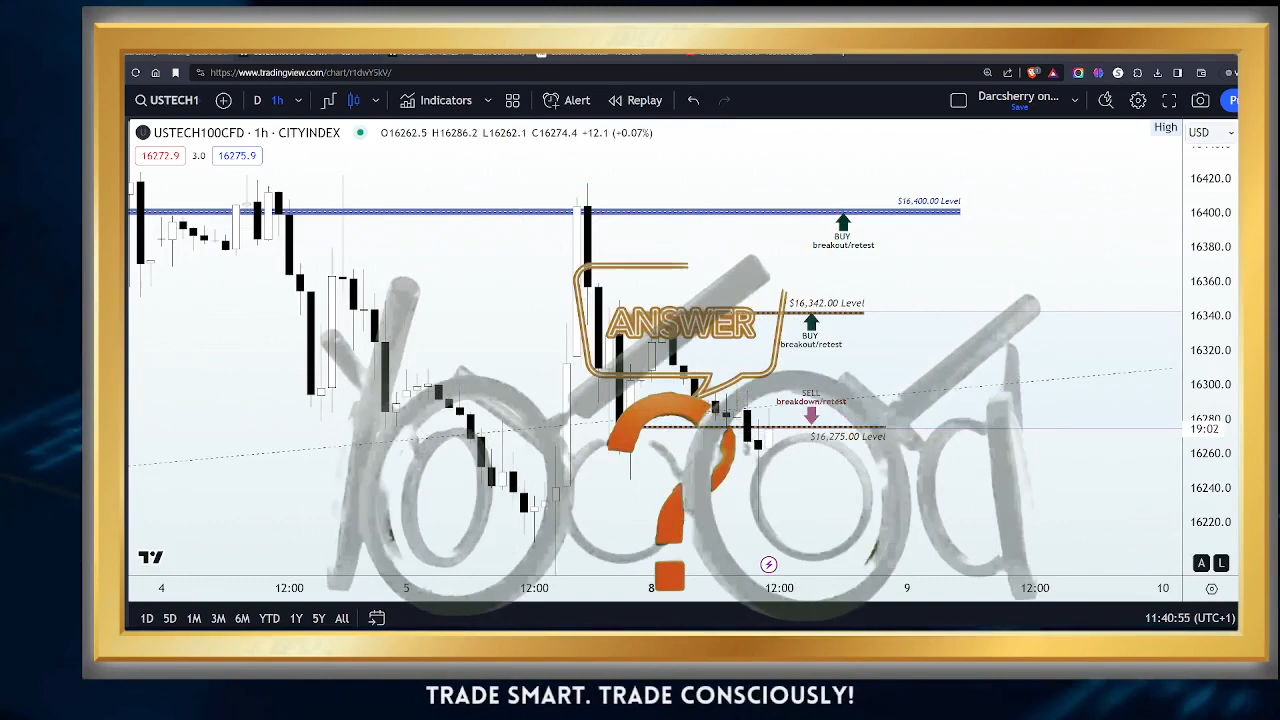 https://www.tradingview.com/chart/r1dwY5kV/
USTECH1 D 1h Indicators Alert Replay Darcsherry on...
Save
USTECH100CFD · 1h · CITYINDEX O16262.5 H16286.2 L16262.1 C16274.4 +12.1 (+0.07%)
High USD
16272.9 3.0 16275.9
16420.0
$16,400.00 Level
16400.0
BUY
breakout/retest
16380.0
16360.0
$16,342.00 Level
ANSWER
16340.0
BUY
breakout/retest
16320.0
16300.0
SELL
breakdown/retest
16280.0
19:02
$16,275.00 Level
16260.0
16240.0
16220.0
?
A L
4 12:00 5 12:00 8 12:00 9 12:00 10
1D 5D 1M 3M 6M YTD 1Y 5Y All 11:40:55 (UTC+1)
TRADE SMART. TRADE CONSCIOUSLY!